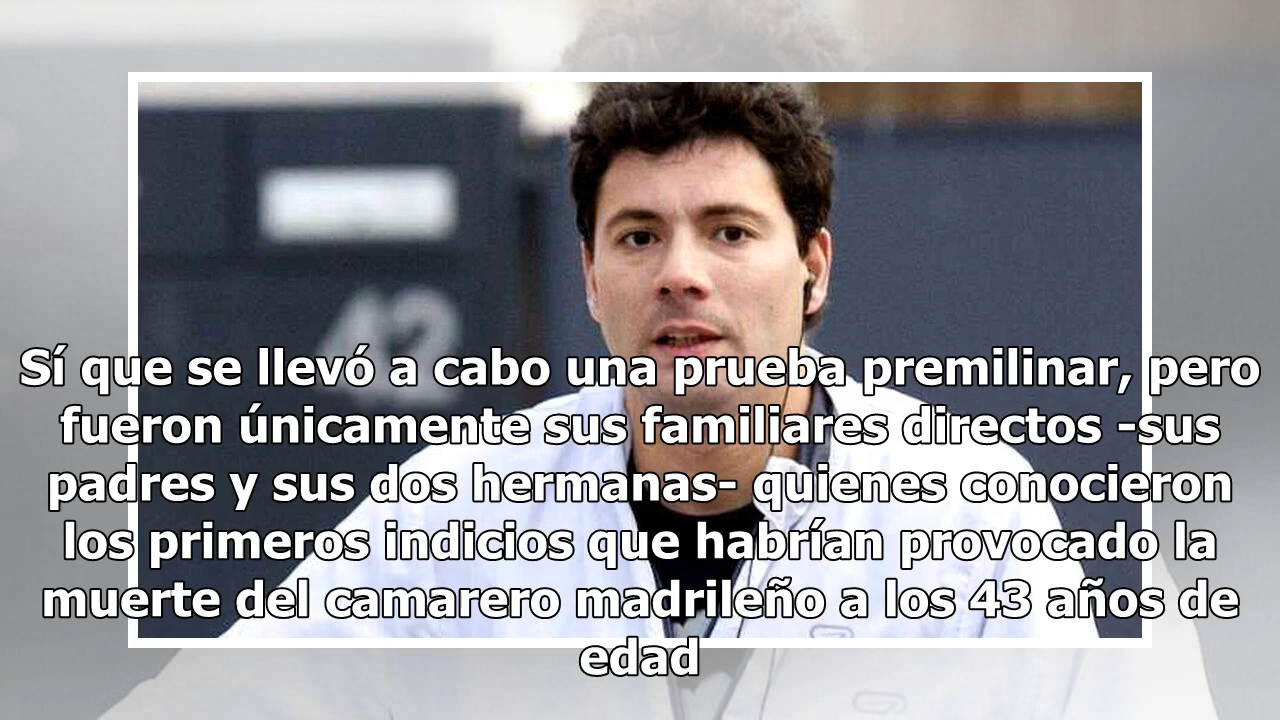 42
Sí que se llevó a cabo una prueba premilinar, pero
fueron únicamente sus familiares directos -sus
padres y sus dos hermanas- quienes conocieron
los primeros indicios que habrían provocado la
muerte del camarero madrileño a los 43 años de
edad